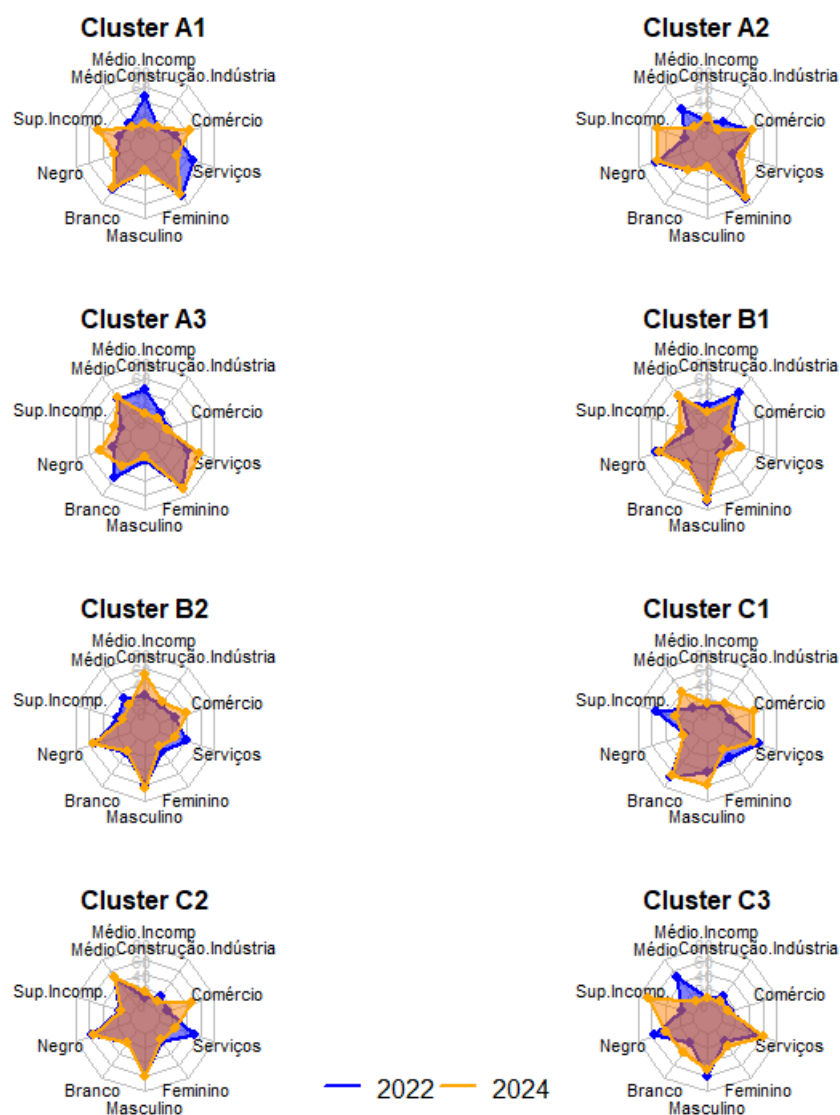 Cluster A1
Médio.Incomp
Médio
Construção.Indústria
Sup.Incomp.
Comércio
Negro
Serviços
Branco
Feminino
Masculino
Cluster A2
Médio.Incomp
Médio
Construção.Indústria
Sup.Incomp.
Comércio
Negro
Serviços
Branco
Feminino
Masculino
Cluster A3
Médio.Incomp
Médio
Construção.Indústria
Sup.Incomp.
Comércio
Negro
Serviços
Branco
Feminino
Masculino
Cluster B1
Médio.Incomp
Médio
Construção.Indústria
Sup.Incomp.
Comércio
Negro
Serviços
Branco
Feminino
Masculino
Cluster B2
Médio.Incomp
Médio
Construção.Indústria
Sup.Incomp.
Comércio
Negro
Serviços
Branco
Feminino
Masculino
Cluster C1
Médio.Incomp
Médio
Construção.Indústria
Sup.Incomp.
Comércio
Negro
Serviços
Branco
Feminino
Masculino
Cluster C2
Médio.Incomp
Médio
Construção.Indústria
Sup.Incomp.
Comércio
Negro
Serviços
Branco
Feminino
Masculino
Cluster C3
Médio.Incomp
Médio
Construção.Indústria
Sup.Incomp.
Comércio
Negro
Serviços
Branco
Feminino
Masculino
2022 2024